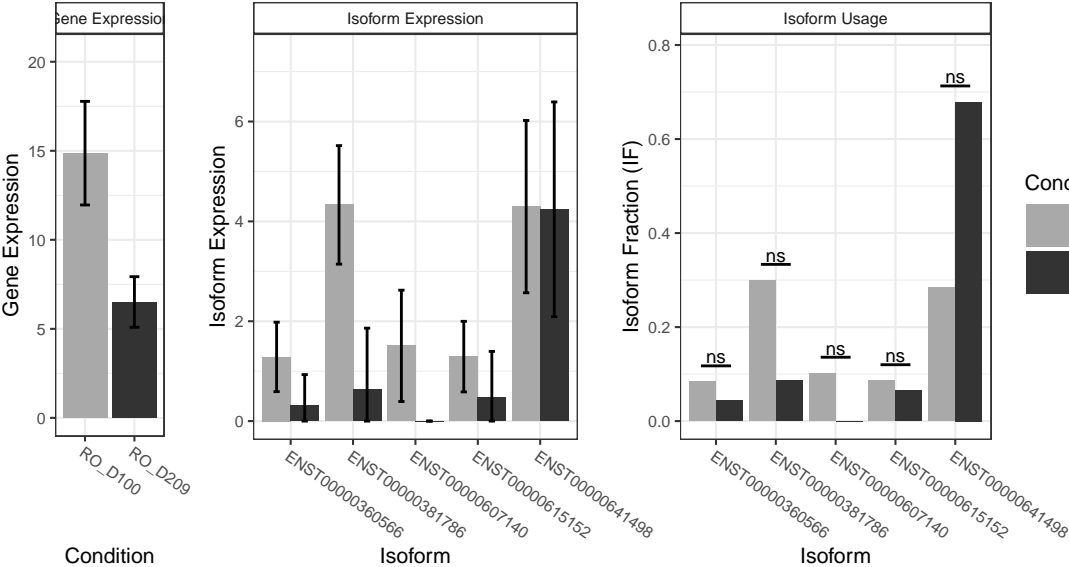 Gene Expression
Isoform Expression
Isoform Usage
Gene Expression
20
15
10
5
0
RO_D100
RO_D209
Condition
Isoform Expression
6
4
2
0
ENST00000360566
ENST00000381786
ENST00000607140
ENST00000615152
ENST00000641498
Isoform
Isoform Fraction (IF)
0.8
0.6
0.4
0.2
0.0
ns
ns
ns
ns
ns
ENST00000360566
ENST00000381786
ENST00000607140
ENST00000615152
ENST00000641498
Isoform
Cond